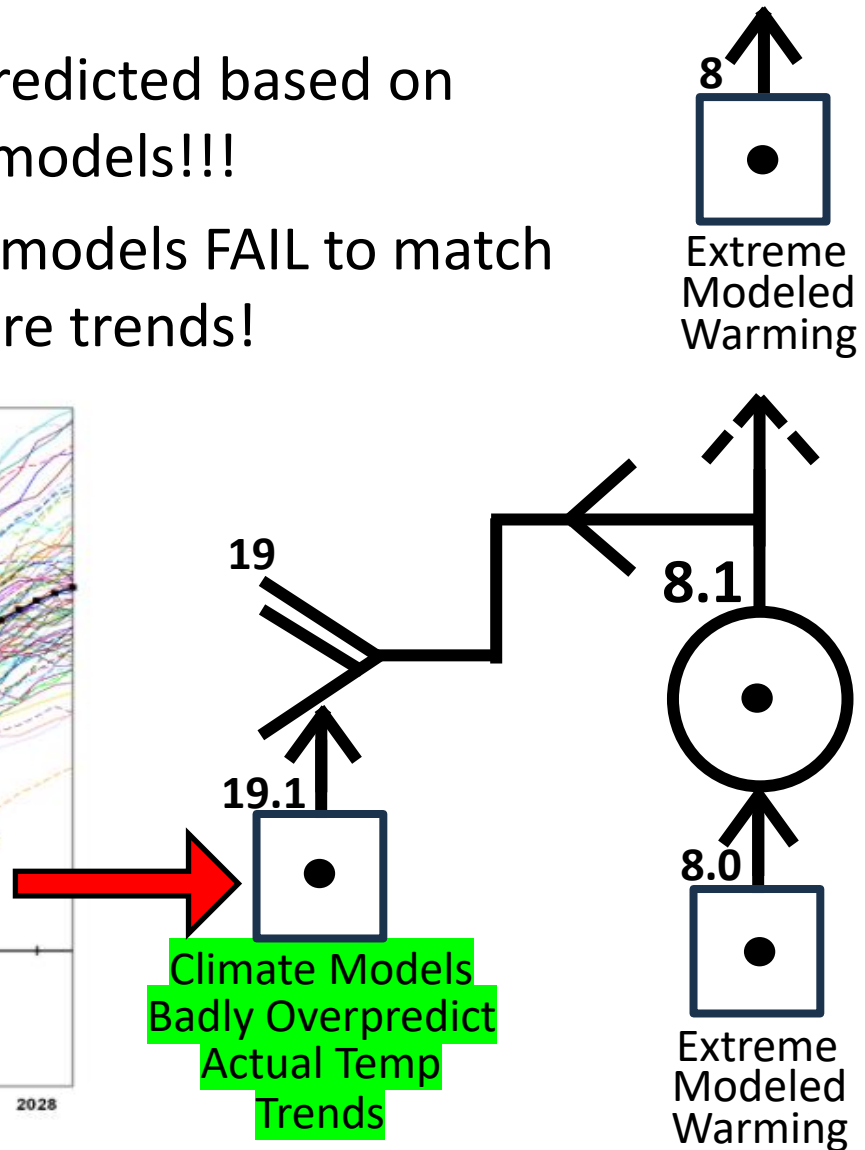 redicted based on
models!!!
models FAIL to match
re trends!
8
Extreme
Modeled
Warming
19
8.1
19.1
8.0
Climate Models
Badly Overpredict
Actual Temp
Trends
Extreme
Modeled
Warming
2028